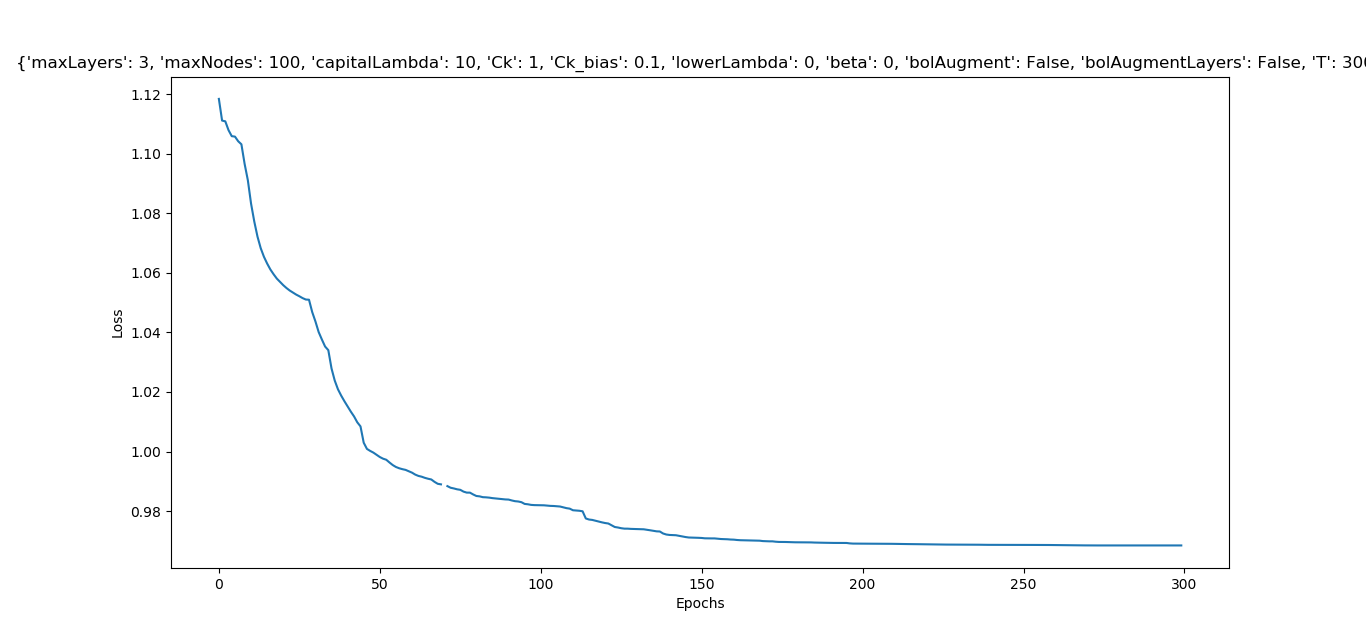 {'maxLayers': 3, 'maxNodes': 100, 'capitalLambda': 10, 'Ck': 1, 'Ck_bias': 0.1, 'lowerLambda': 0, 'beta': 0, 'bolAugment': False, 'bolAugmentLayers': False, 'T': 300
1.12
1.10
1.08
1.06
1.04
1.02
1.00
0.98
Loss
0 50 100 150 200 250 300
Epochs